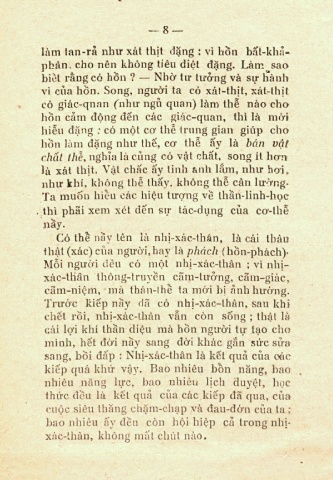 — 8 —
làm tan-rả như xát thịt đặng : vì hồn bất-khả-
phân, cho nên không tiêu diệt đặng. Làm sao
biết rằng có hồn ? — Nhờ tư tưởng và sự hành
vi của hồn. Song, người ta có xát-thịt, xát-thịt
có giác-quan (như ngũ quan) làm thế nào cho
hồn cảm động đến các giác-quan, thì là mới
hiểu đặng : có một cơ thể trung gian giúp cho
hồn làm đặng như thế, cơ thể ấy là bán vật
chất thể, nghĩa là cũng có vật chất, song ít hơn
là xát thịt. Vật chất ấy tinh anh lắm, như hơi,
như khí, không thể thấy, không thể cân lường.
Ta muốn hiểu các hiện tượng về thần-linh-học
thì phải xem xét đến sự tác-dụng của cơ-thể
nầy.
Có thể nầy tên là nhị-xác-thân, là cái thâu
thật (xác) của người, hay là phách (hồn-phách)-
Mỗi người đều có một nhị-xác-thân ; vì nhị-
xác-thân thông-truyền cảm-tưởng, cảm-giác,
cảm-niệm, mà thân-thể ta mới bị ảnh hưởng.
Trước kiếp nầy đã có nhị-xác-thân, sau khi
chết rồi, nhị-xác-thân vẫn còn sống ; thật là
cái lợi khí thần diệu mà hồn người tự tạo cho
mình, hết đời nầy sang đời khác gắn sức sửa
sang, bồi đấp : Nhị-xác-thân là kết quả của các
kiếp quá khứ vậy. Bao nhiêu bổn năng, bao
nhiêu năng lực, bao nhiêu lịch duyệt, học
thức đều là kết quả của các kiếp đã qua, của
cuộc siêu thăng chậm-chạp và đau-đớn của ta ;
bao nhiêu ấy đều còn hội hiệp cả trong nhị-
xác-thân, không mất chút nào.